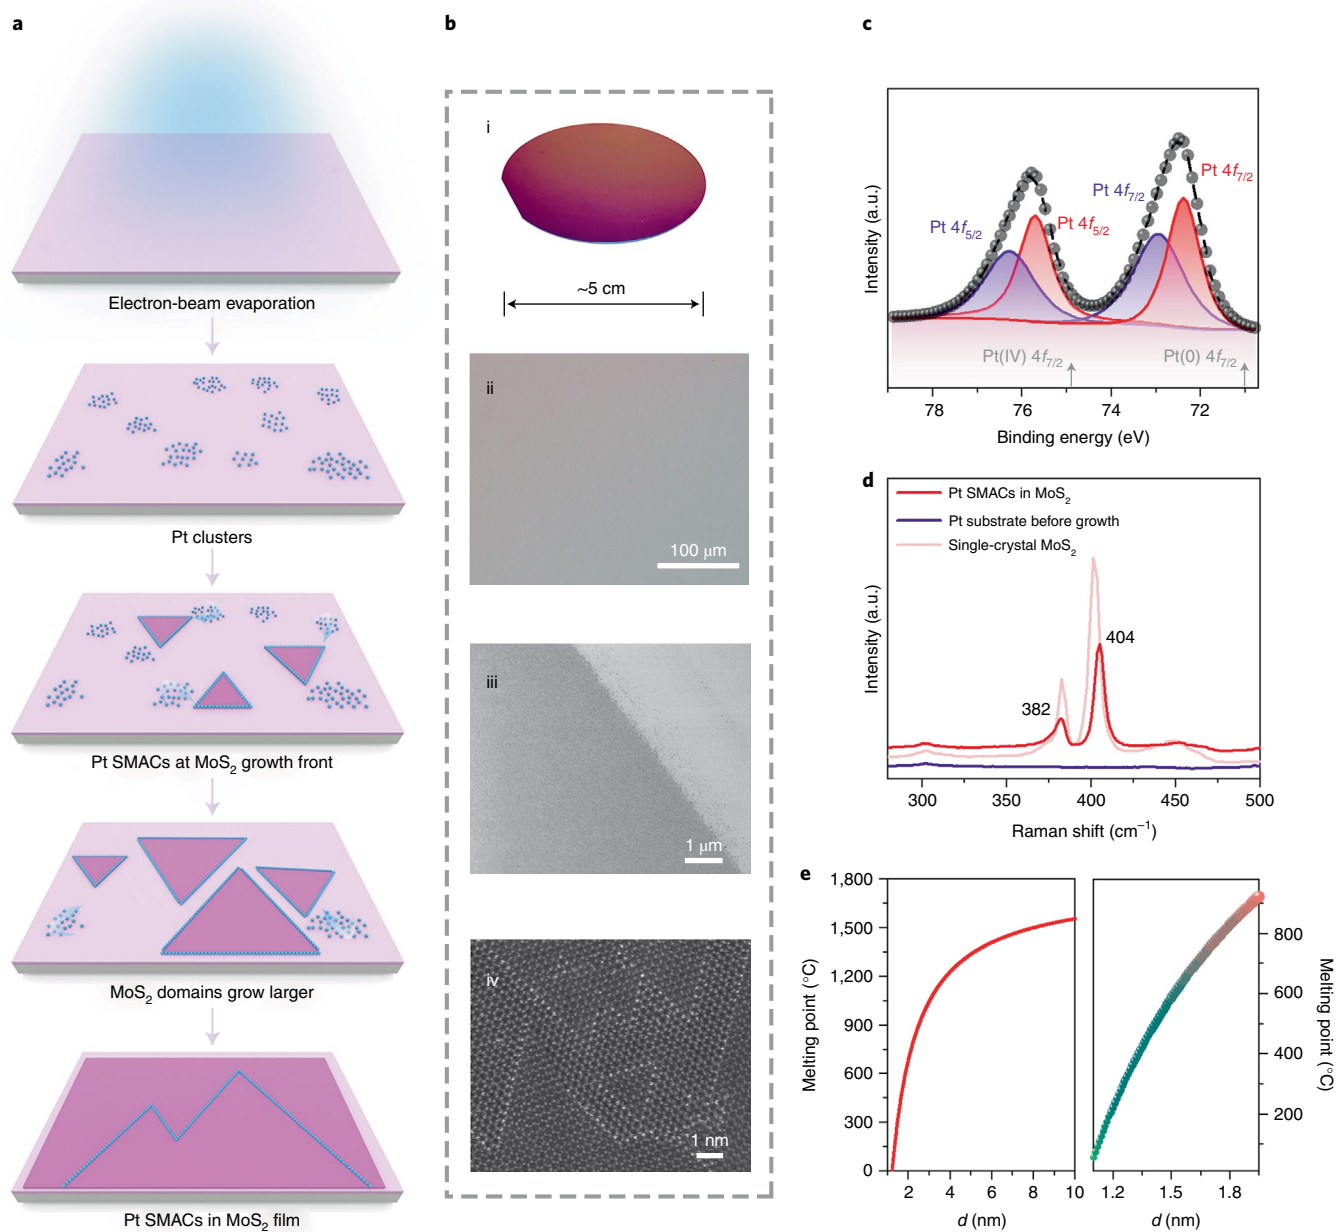 a
Electron-beam evaporation
Pt clusters
Pt SMACs at MoS₂ growth front
MoS₂ domains grow larger
Pt SMACs in MoS₂ film
b
i
~5 cm
ii
100 μm
iii
1 μm
iv
1 nm
c
Intensity (a.u.)
Pt 4f₅/₂
Pt 4f₅/₂
Pt 4f₇/₂
Pt 4f₇/₂
Pt(IV) 4f₇/₂
Pt(0) 4f₇/₂
78 76 74 72
Binding energy (eV)
d
Pt SMACs in MoS₂
Pt substrate before growth
Single-crystal MoS₂
Intensity (a.u.)
382
404
300 350 400 450 500
Raman shift (cm⁻¹)
e
Melting point (°C)
1,800
1,500
1,200
900
600
300
0
2 4 6 8 10
d (nm)
800
600
400
200
Melting point (°C)
1.2 1.5 1.8
d (nm)